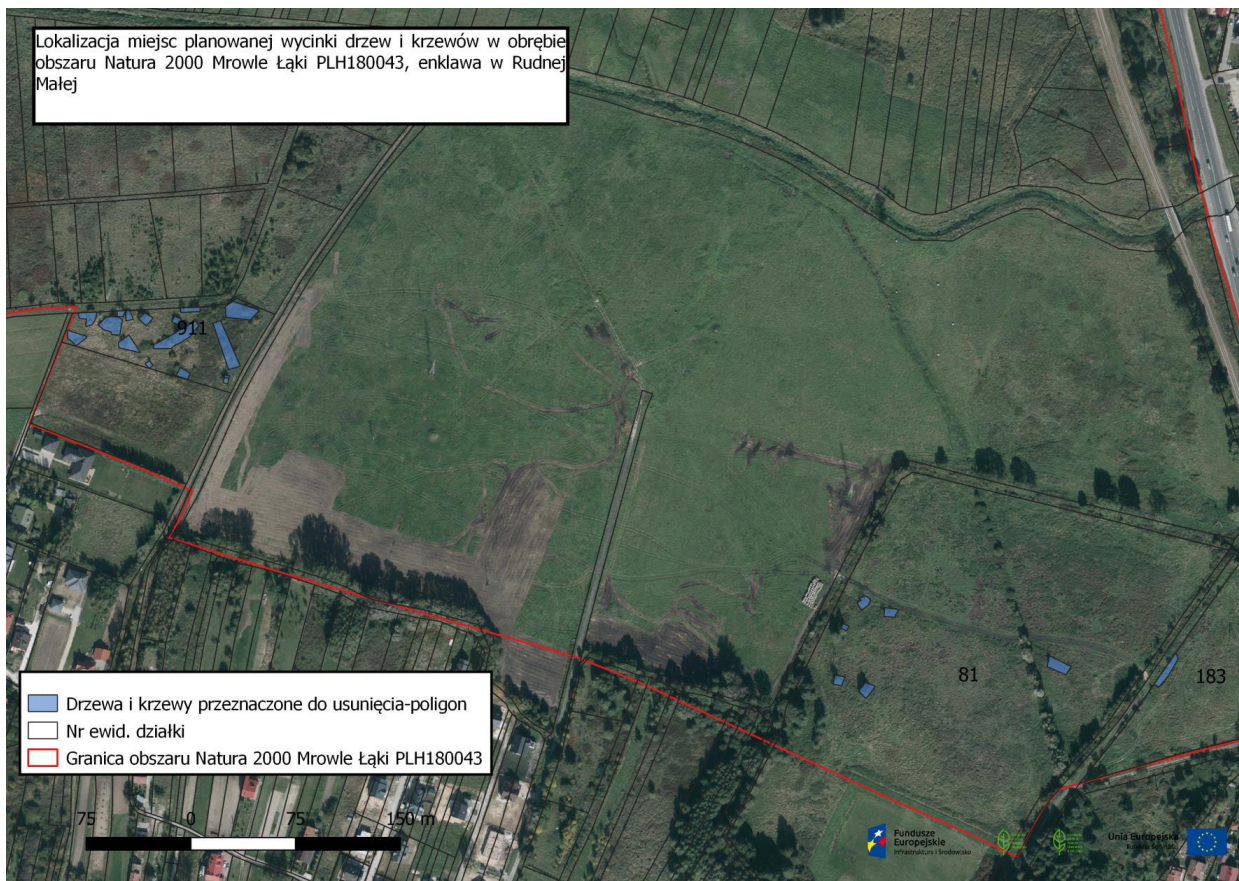 Lokalizacja miejsc planowanej wycinki drzew i krzewów w obrębie
obszaru Natura 2000 Mrowle Łąki PLH180043, enklawa w Rudnej
Małej
911
81
183
Drzewa i krzewy przeznaczone do usunięcia-poligon
Nr ewid. działki
Granica obszaru Natura 2000 Mrowle Łąki PLH180043
75 0 75 150 m
Fundusze
Europejskie
Infrastruktura i Środowisko
Unia Europejska